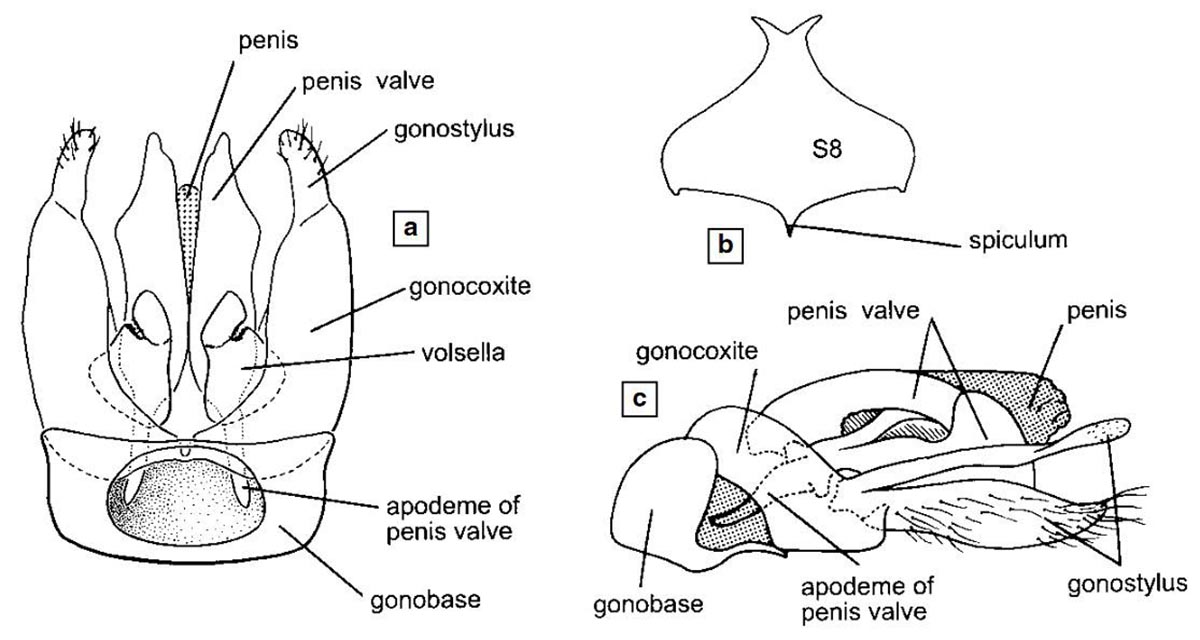 penis
penis valve
gonostylus
a
gonocoxite
volsella
apodeme of
penis valve
gonobase
S8
b
spiculum
penis valve
penis
gonocoxite
c
gonobase
apodeme of
penis valve
gonostylus